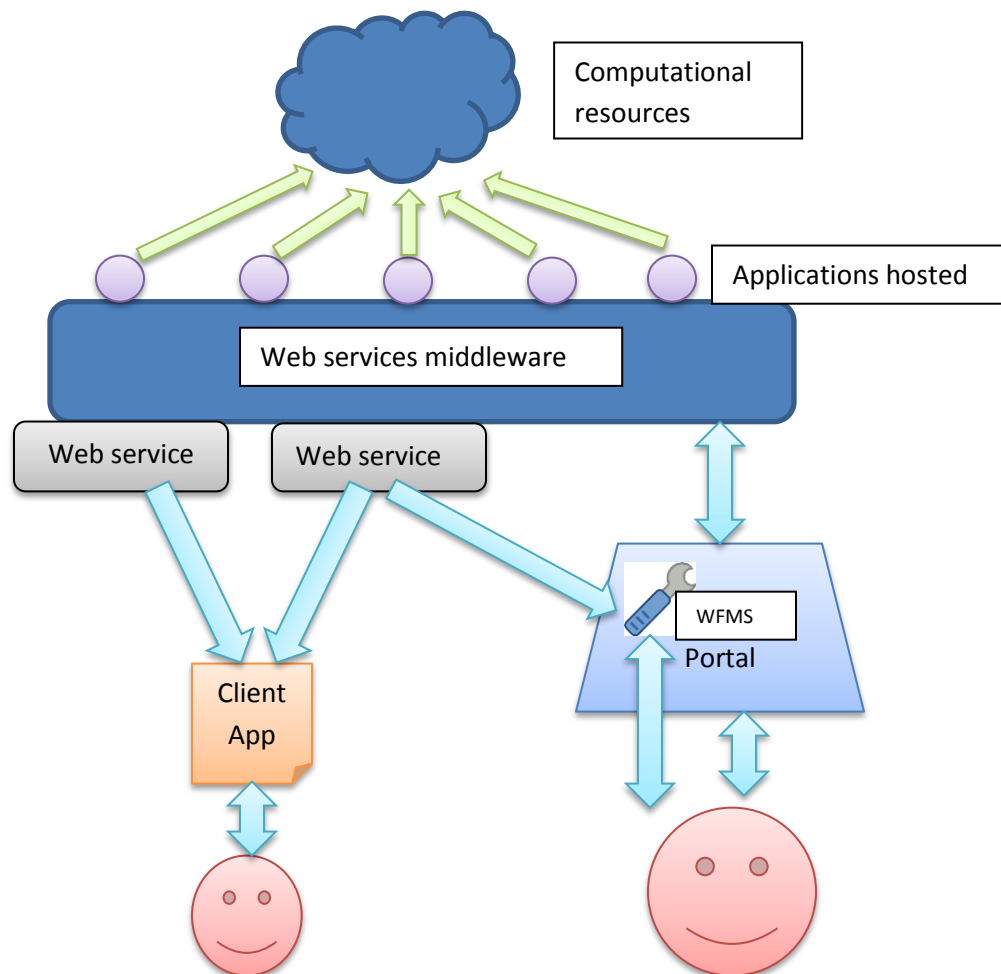 Computational
resources
Applications hosted
Web services middleware
Web service
Web service
WFMS
Portal
Client
App